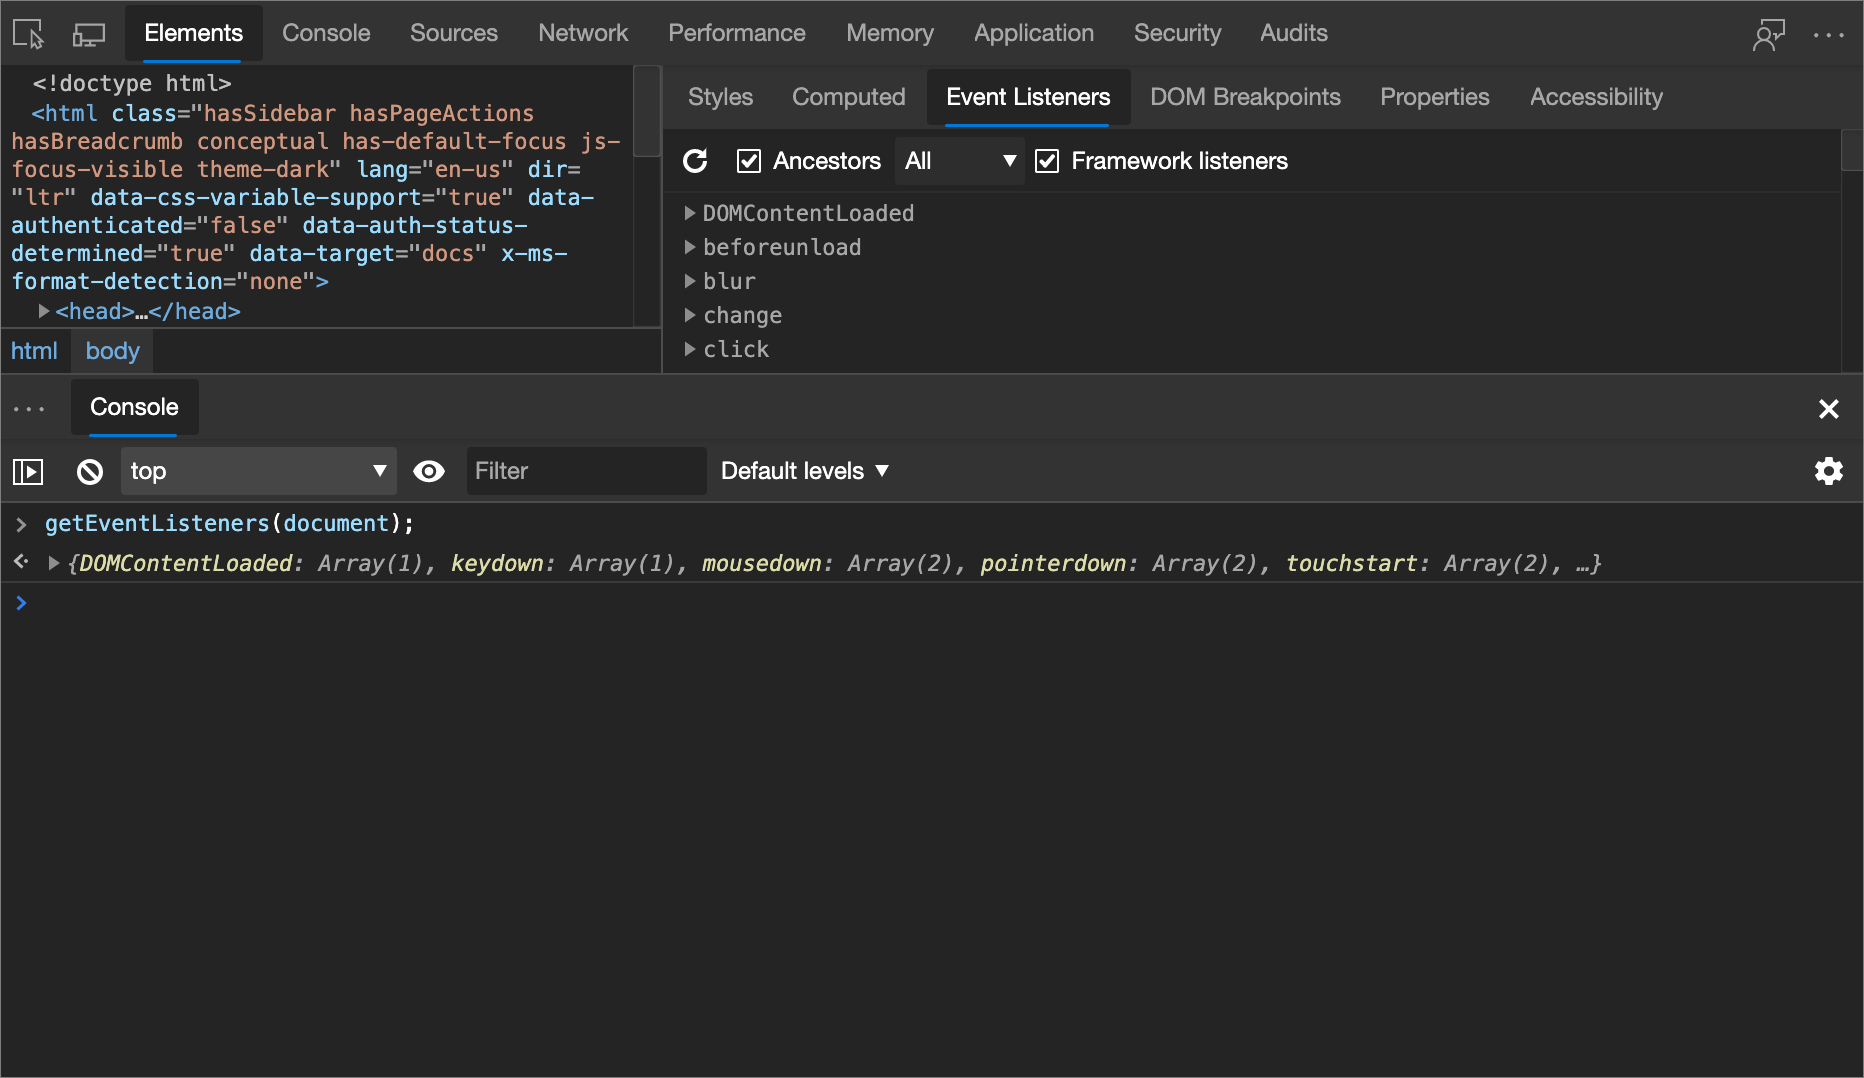 Elements Console Sources Network Performance Memory Application Security Audits
<!doctype html>
<html class="hasSidebar hasPageActions
hasBreadcrumb conceptual has-default-focus js-
focus-visible theme-dark" lang="en-us" dir=
"ltr" data-css-variable-support="true" data-
authenticated="false" data-auth-status-
determined="true" data-target="docs" x-ms-
format-detection="none">
<head>…</head>
html body
Styles Computed Event Listeners DOM Breakpoints Properties Accessibility
Ancestors All Framework listeners
DOMContentLoaded
beforeunload
blur
change
click
Console
top Filter Default levels
getEventListeners(document);
{DOMContentLoaded: Array(1), keydown: Array(1), mousedown: Array(2), pointerdown: Array(2), touchstart: Array(2), …}